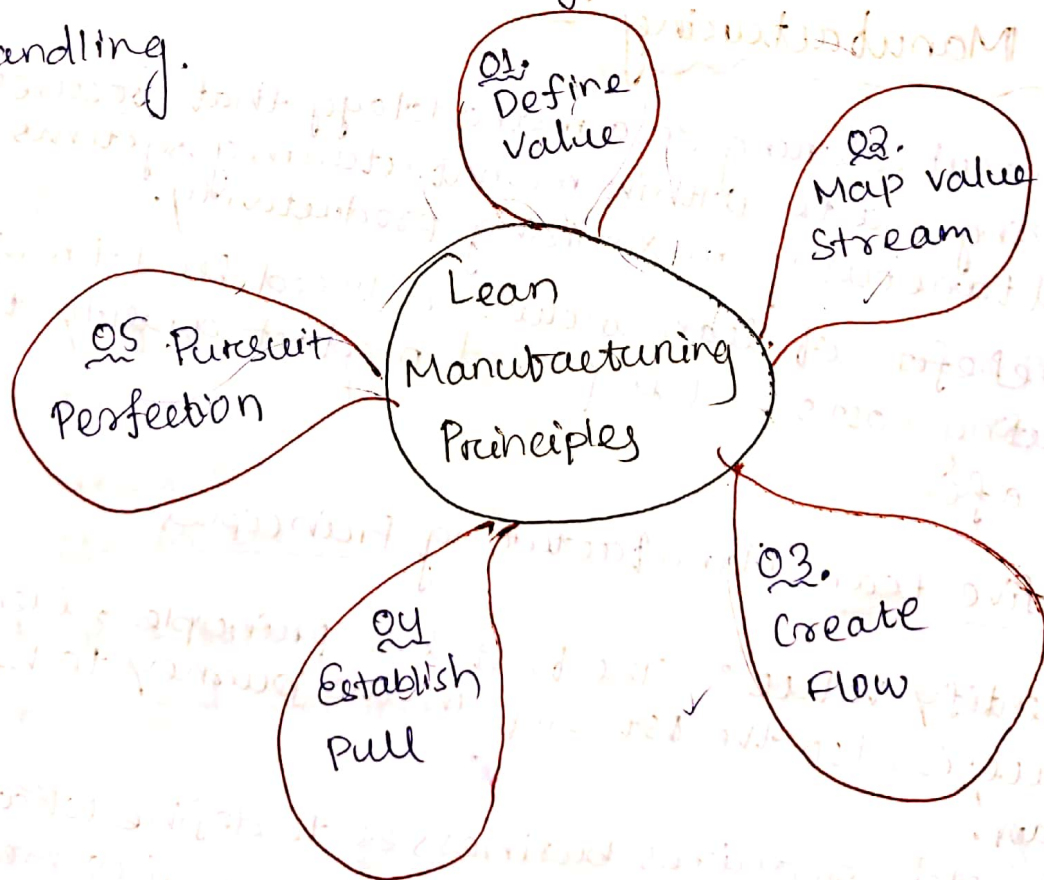 andling.
01.
Define
Value
02.
Map value
Stream
Lean
Manubacturing
Principles
05 Pursuit
Perfection
03.
Create
Flow
04
Establish
Pull